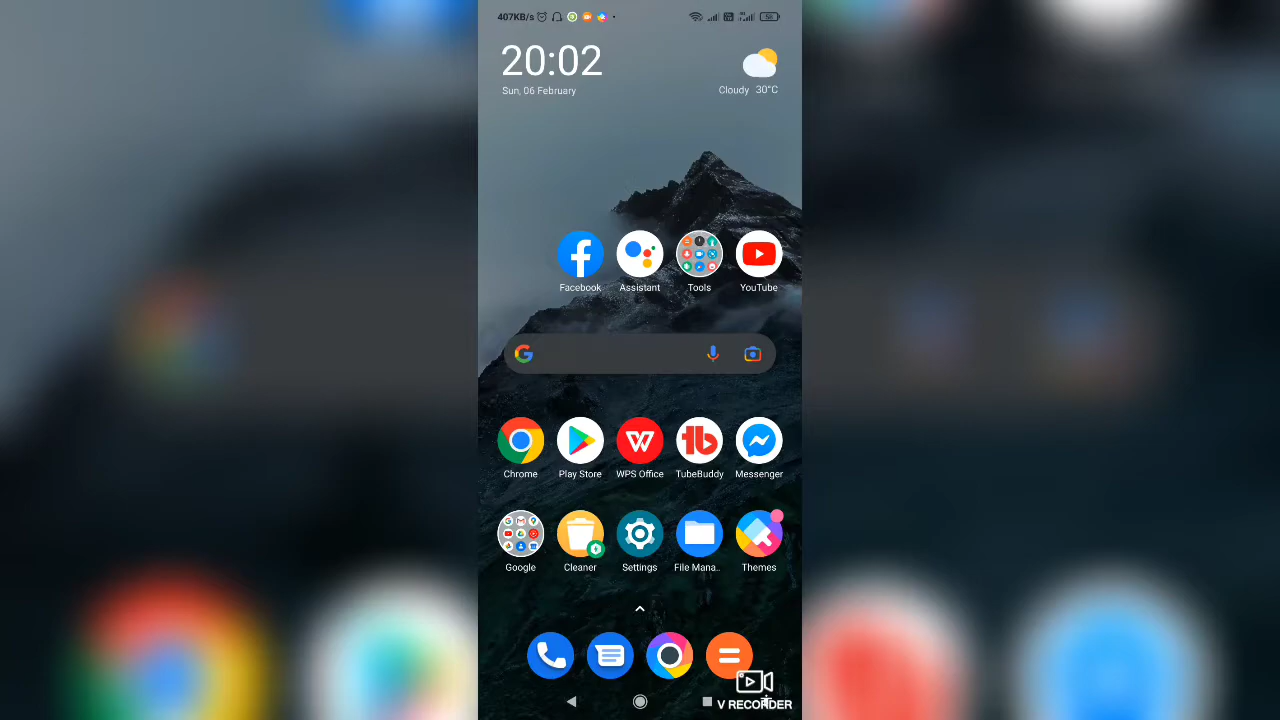 407KB/s
58
20:02
Sun, 06 February
Cloudy 30°C
Facebook Assistant Tools YouTube
Chrome Play Store WPS Office TubeBuddy Messenger
Google Cleaner Settings File Mana.. Themes
V RECORDER